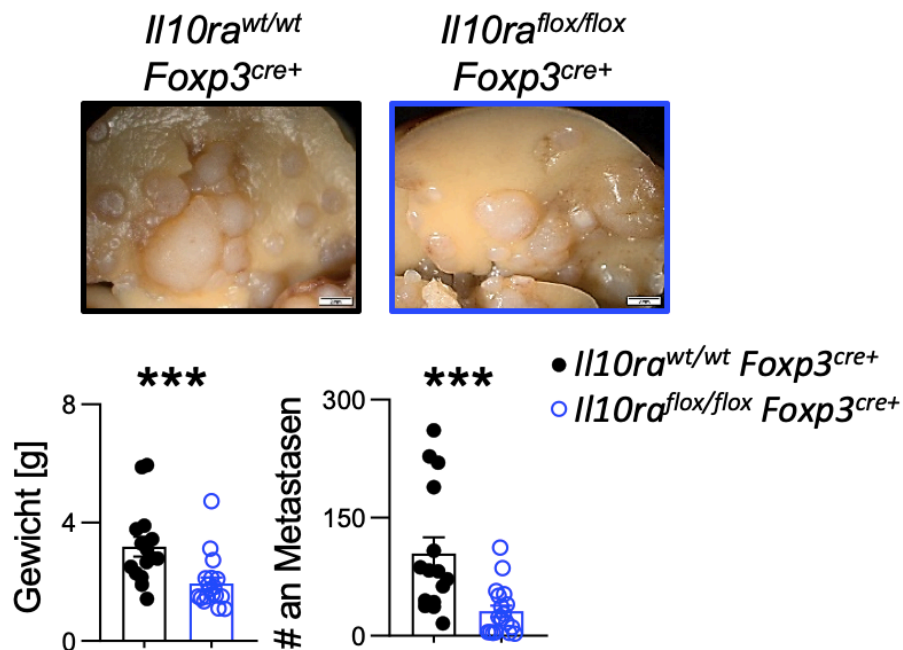 Il10ra^wt/wt Il10ra^flox/flox
Foxp3^cre+ Foxp3^cre+
*** ***
Il10ra^wt/wt Foxp3^cre+
Il10ra^flox/flox Foxp3^cre+
Gewicht [g]
8
4
0
# an Metastasen
300
150
0